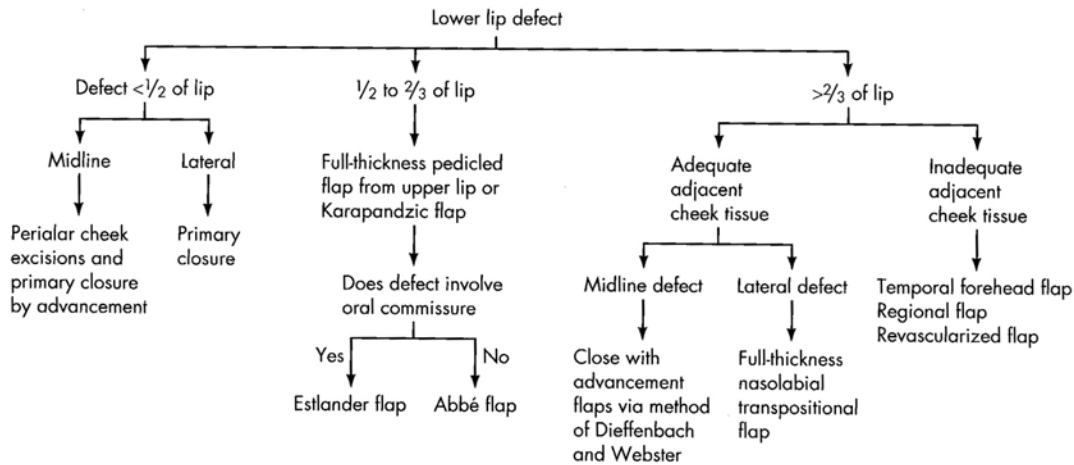 Lower lip defect
Defect <1/2 of lip
1/2 to 2/3 of lip
>2/3 of lip
Midline
Lateral
Full-thickness pedicled
flap from upper lip or
Karapandzic flap
Adequate
adjacent
cheek tissue
Inadequate
adjacent
cheek tissue
Perialar cheek
excisions and
primary closure
by advancement
Primary
closure
Does defect involve
oral commissure
Midline defect
Lateral defect
Temporal forehead flap
Regional flap
Revascularized flap
Yes
No
Estlander flap
Abbé flap
Close with
advancement
flaps via method
of Dieffenbach
and Webster
Full-thickness
nasolabial
transpositional
flap